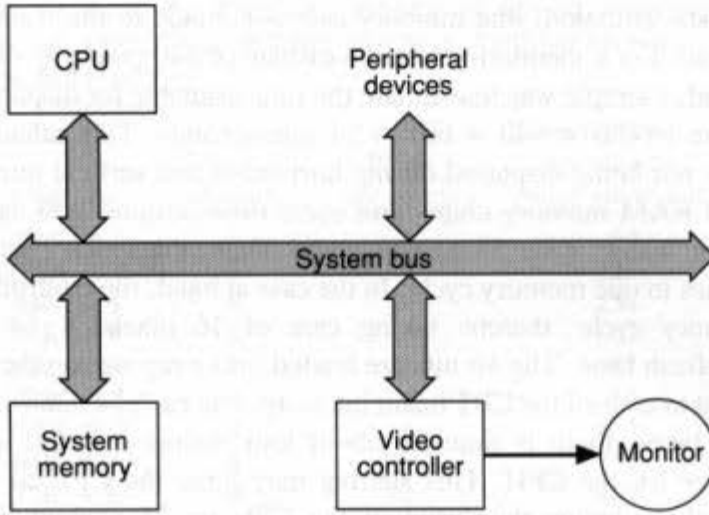 CPU
Peripheral
devices
System bus
System
memory
Video
controller
Monitor